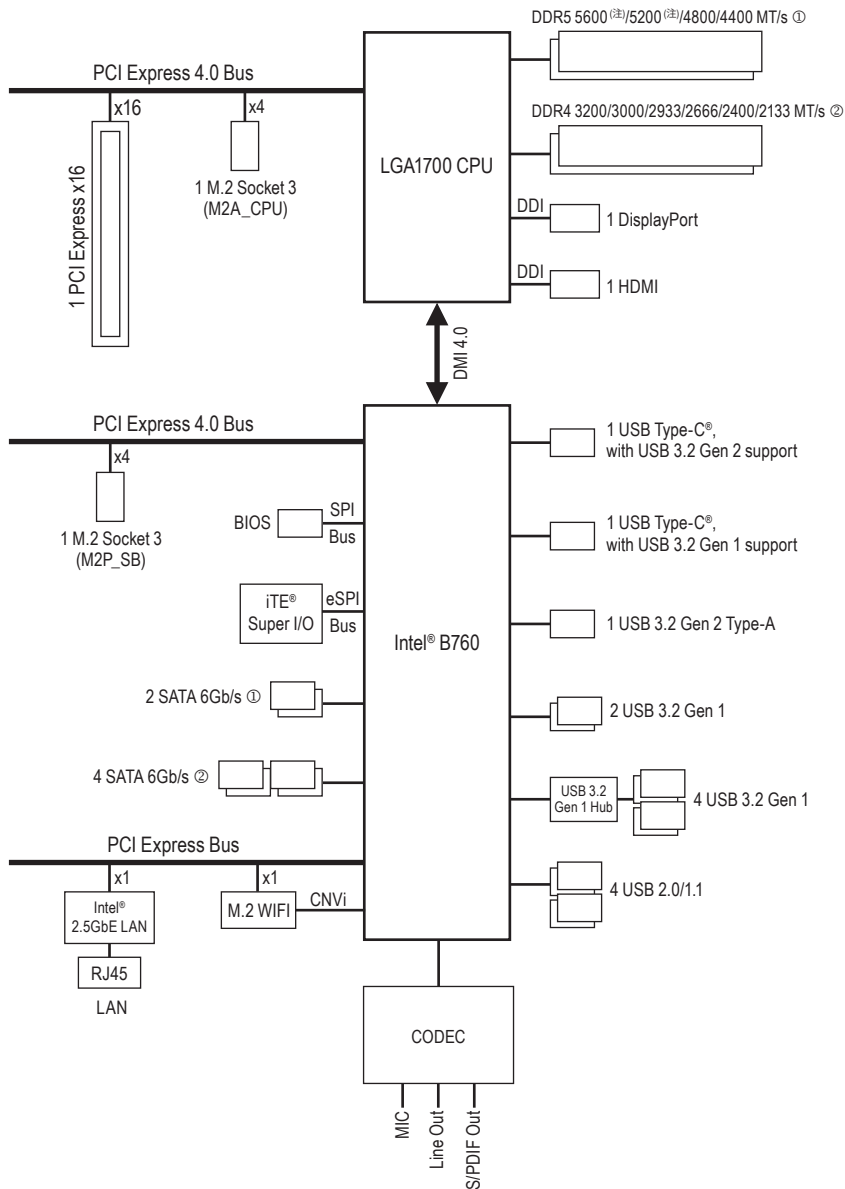 DDR5 5600(注)/5200(注)/4800/4400 MT/s ①
PCI Express 4.0 Bus
x16
x4
DDR4 3200/3000/2933/2666/2400/2133 MT/s ②
LGA1700 CPU
1 PCI Express x16
1 M.2 Socket 3
(M2A_CPU)
DDI
1 DisplayPort
DDI
1 HDMI
DMI 4.0
PCI Express 4.0 Bus
x4
1 M.2 Socket 3
(M2P_SB)
1 USB Type-C®,
with USB 3.2 Gen 2 support
BIOS
SPI
Bus
1 USB Type-C®,
with USB 3.2 Gen 1 support
iTE®
Super I/O
eSPI
Bus
Intel® B760
1 USB 3.2 Gen 2 Type-A
2 SATA 6Gb/s ①
2 USB 3.2 Gen 1
4 SATA 6Gb/s ②
USB 3.2
Gen 1 Hub
4 USB 3.2 Gen 1
PCI Express Bus
x1
x1
Intel®
2.5GbE LAN
M.2 WIFI
CNVi
4 USB 2.0/1.1
RJ45
LAN
CODEC
MIC
Line Out
S/PDIF Out